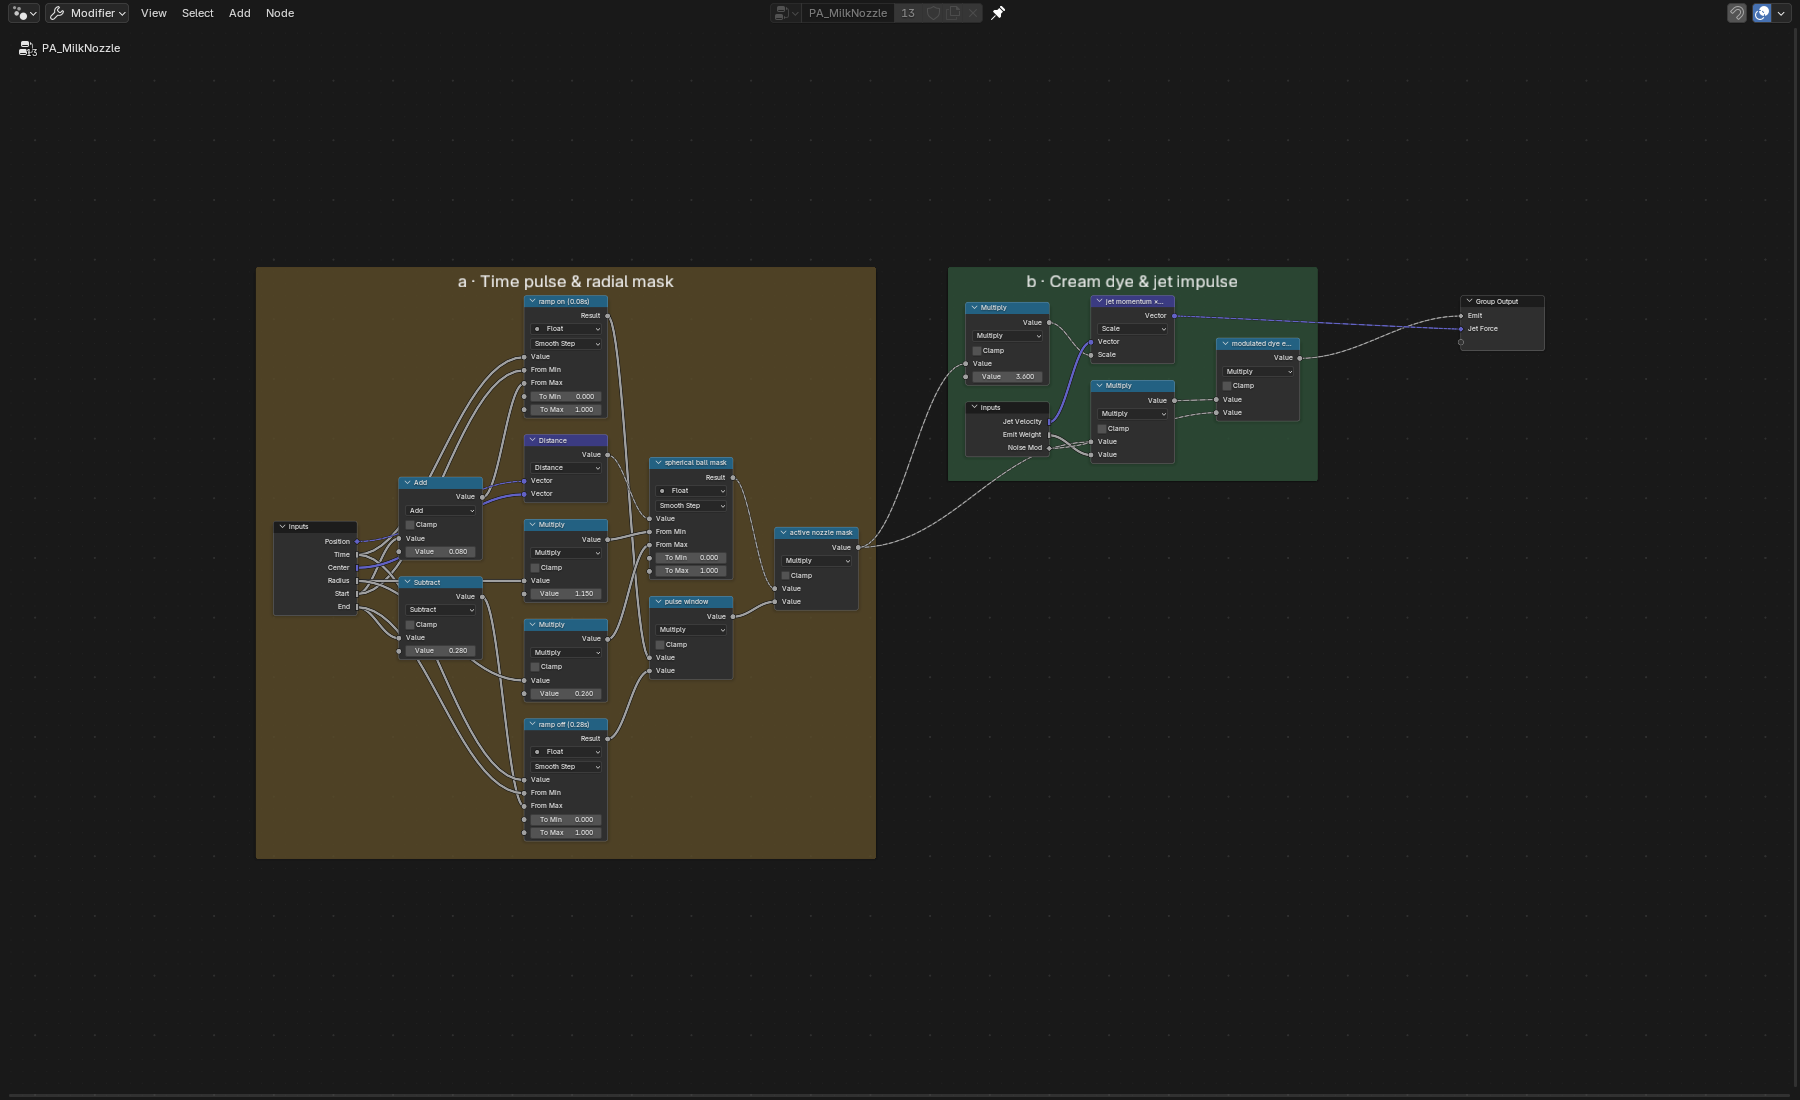 Modifier View Select Add Node PA_MilkNozzle 13
13 PA_MilkNozzle
a · Time pulse & radial mask
Inputs
Position
Time
Center
Radius
Start
End
Add
Value
Add
Clamp
Value
Value 0.080
Subtract
Value
Subtract
Clamp
Value
Value 0.280
ramp on (0.08s)
Result
Float
Smooth Step
Value
From Min
From Max
To Min 0.000
To Max 1.000
Distance
Value
Distance
Vector
Vector
Multiply
Value
Multiply
Clamp
Value
Value 1.150
Multiply
Value
Multiply
Clamp
Value
Value 0.260
ramp off (0.28s)
Result
Float
Smooth Step
Value
From Min
From Max
To Min 0.000
To Max 1.000
spherical ball mask
Result
Float
Smooth Step
Value
From Min
From Max
To Min 0.000
To Max 1.000
pulse window
Value
Multiply
Clamp
Value
Value
active nozzle mask
Value
Multiply
Clamp
Value
Value
b · Cream dye & jet impulse
Multiply
Value
Multiply
Clamp
Value
Value 3.600
Inputs
Jet Velocity
Emit Weight
Noise Mod
jet momentum ×...
Vector
Scale
Vector
Scale
Multiply
Value
Multiply
Clamp
Value
Value
modulated dye e...
Value
Multiply
Clamp
Value
Value
Group Output
Emit
Jet Force